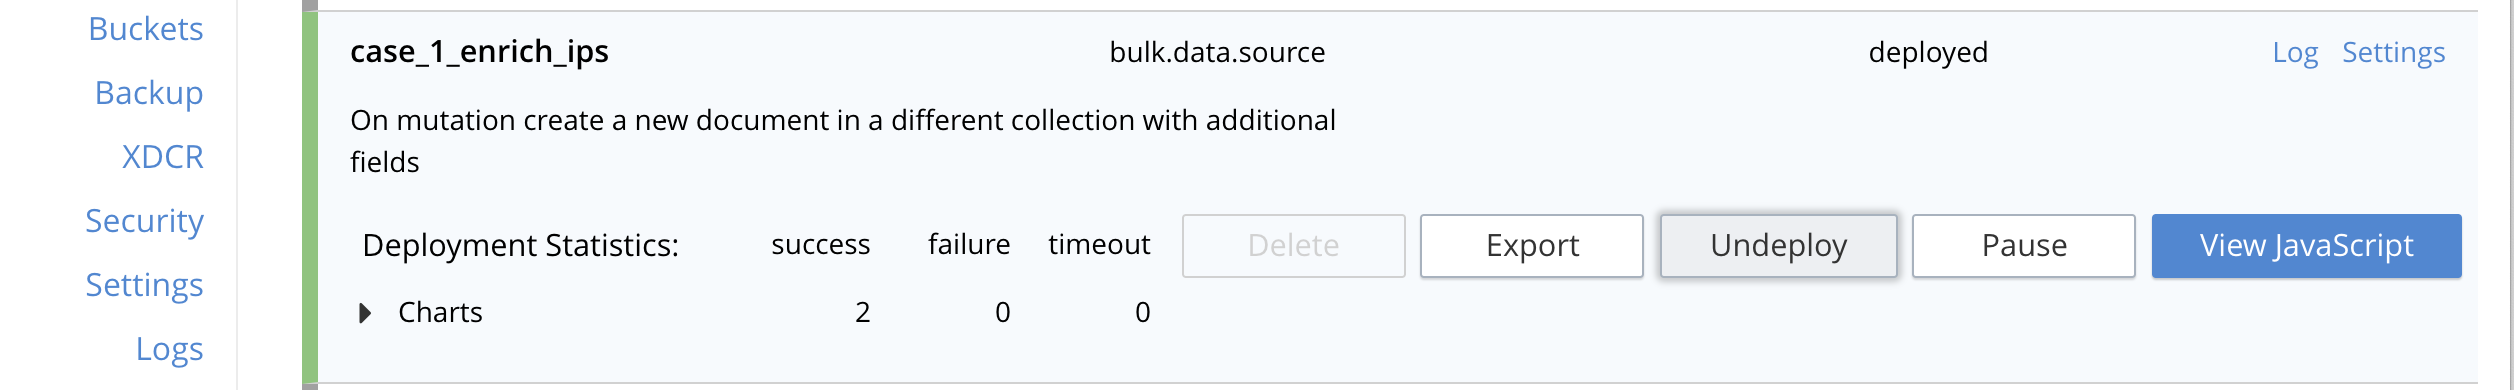 Buckets
Backup
XDCR
Security
Settings
Logs
case_1_enrich_ips bulk.data.source deployed Log Settings
On mutation create a new document in a different collection with additional
fields
Deployment Statistics: success failure timeout Delete Export Undeploy Pause View JavaScript
Charts 2 0 0